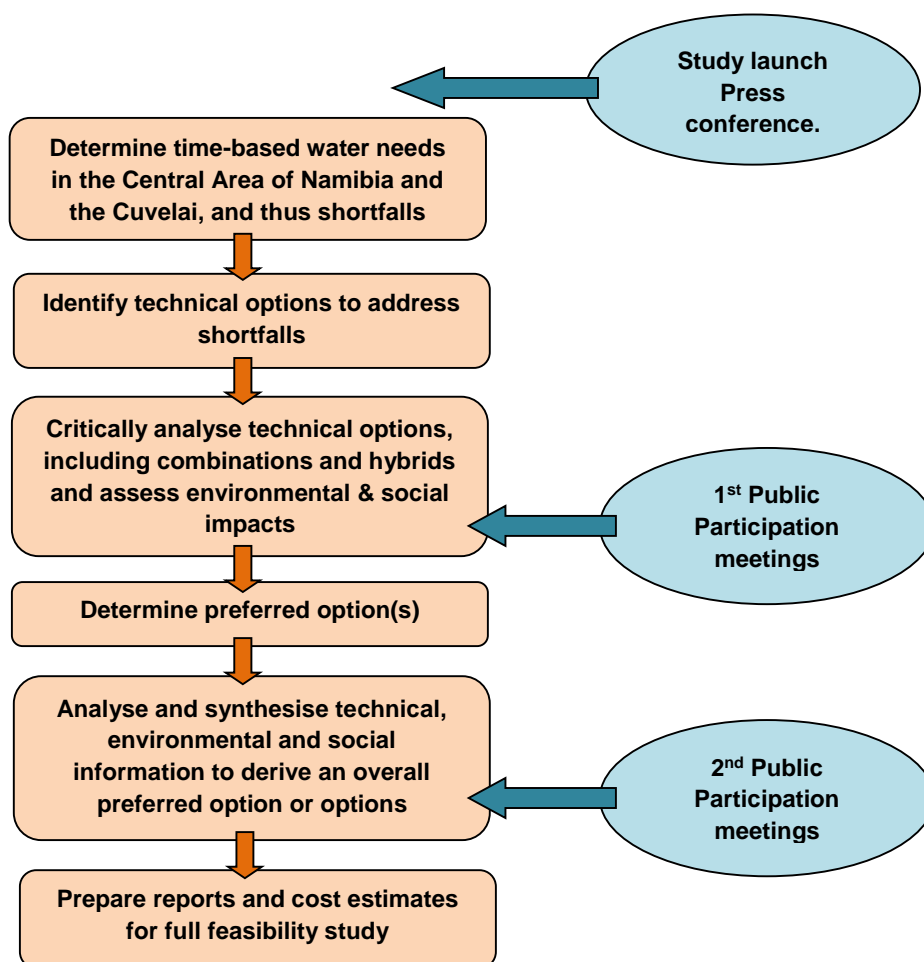 Study launch
Press
conference.
Determine time-based water needs
in the Central Area of Namibia and
the Cuvelai, and thus shortfalls
Identify technical options to address
shortfalls
Critically analyse technical options,
including combinations and hybrids
and assess environmental & social
impacts
1st Public
Participation
meetings
Determine preferred option(s)
Analyse and synthesise technical,
environmental and social
information to derive an overall
preferred option or options
2nd Public
Participation
meetings
Prepare reports and cost estimates
for full feasibility study